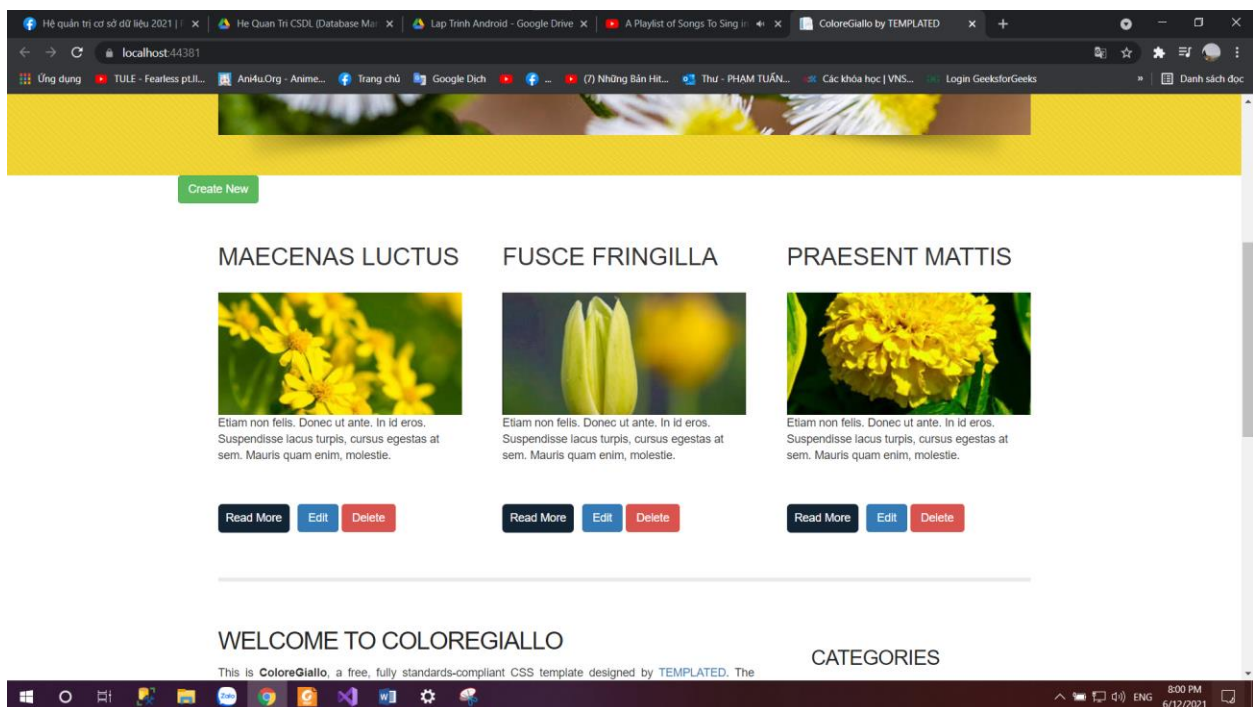 Hệ quản trị cơ sở dữ liệu 2021 |
He Quan Tri CSDL (Database Ma
Lap Trinh Android - Google Drive
A Playlist of Songs To Sing in
ColoreGiallo by TEMPLATED
localhost:44381
Ứng dụng
TULE - Fearless pt.II...
Ani4u.Org - Anime...
Trang chủ
Google Dịch
...
(7) Những Bản Hit...
Thư - PHAM TUẤN...
Các khóa học | VNS...
Login GeeksforGeeks
»
Danh sách đọc
Create New
MAECENAS LUCTUS
Etiam non felis. Donec ut ante. In id eros.
Suspendisse lacus turpis, cursus egestas at
sem. Mauris quam enim, molestie.
Read More Edit Delete
FUSCE FRINGILLA
Etiam non felis. Donec ut ante. In id eros.
Suspendisse lacus turpis, cursus egestas at
sem. Mauris quam enim, molestie.
Read More Edit Delete
PRAESENT MATTIS
Etiam non felis. Donec ut ante. In id eros.
Suspendisse lacus turpis, cursus egestas at
sem. Mauris quam enim, molestie.
Read More Edit Delete
WELCOME TO COLOREGIALLO
This is ColoreGiallo, a free, fully standards-compliant CSS template designed by TEMPLATED. The
CATEGORIES
Zalo
ENG
8:00 PM
6/12/2021